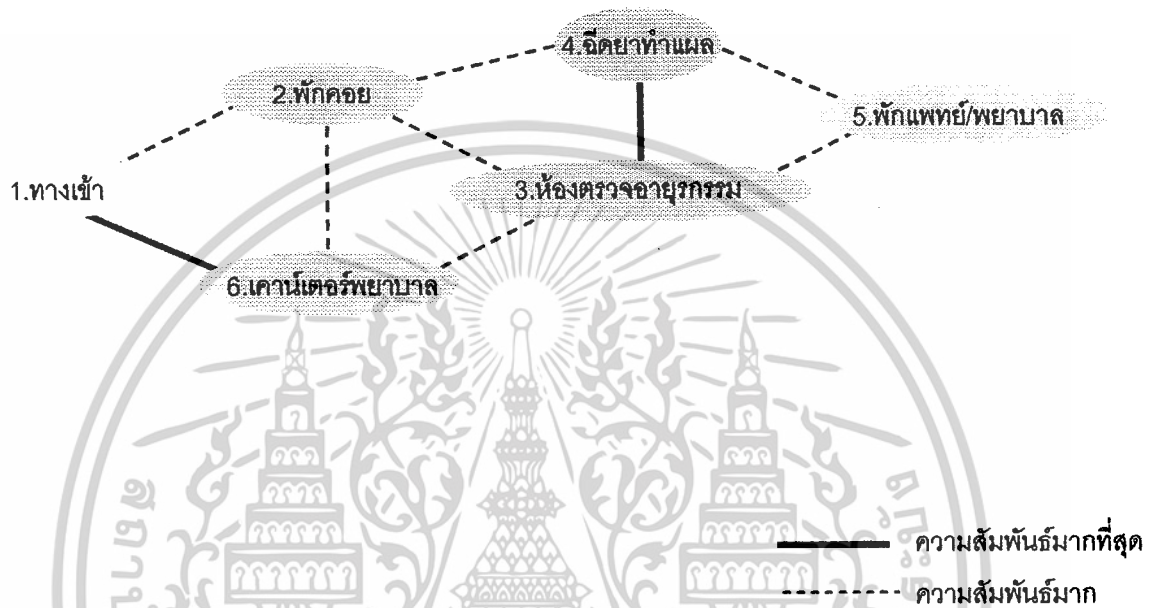 4.ฉีดยาทำแผล
2.พักคอย
5.พักแพทย์/พยาบาล
1.ทางเข้า
3.ห้องตรวจอายุรกรรม
6.เคาน์เตอร์พยาบาล
ความสัมพันธ์มากที่สุด
ความสัมพันธ์มาก